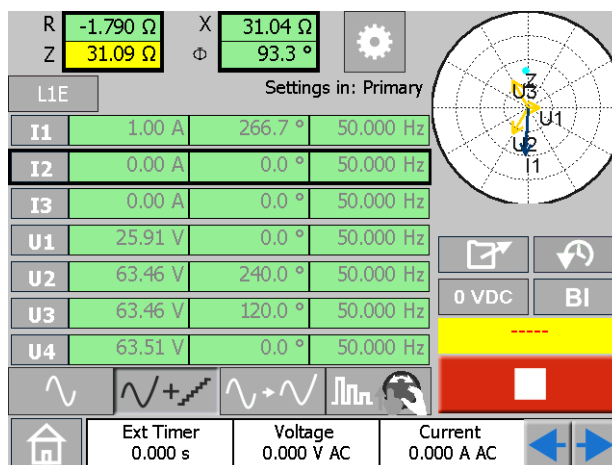 R -1.790 Ω X 31.04 Ω
Z 31.09 Ω Φ 93.3 °
L1E Settings in: Primary
I1 1.00 A 266.7 ° 50.000 Hz
I2 0.00 A 0.0 ° 50.000 Hz
I3 0.00 A 0.0 ° 50.000 Hz
U1 25.91 V 0.0 ° 50.000 Hz
U2 63.46 V 240.0 ° 50.000 Hz
U3 63.46 V 120.0 ° 50.000 Hz
U4 63.51 V 0.0 ° 50.000 Hz
Z
U3
U1
U2
I1
0 VDC BI
-----
Ext Timer Voltage Current
0.000 s 0.000 V AC 0.000 A AC